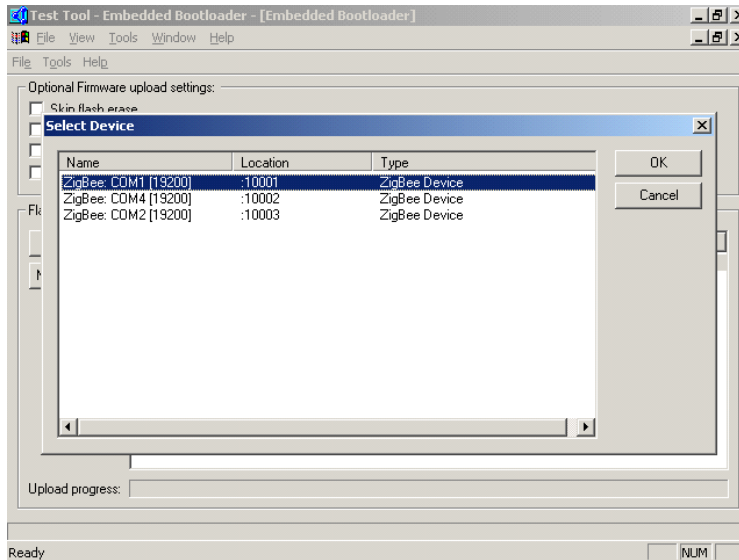 Test Tool - Embedded Bootloader - [Embedded Bootloader]
File View Tools Window Help
File Tools Help
Optional Firmware upload settings:
Skip flash erase
Select Device
Name Location Type
ZigBee: COM1 [19200] :10001 ZigBee Device
ZigBee: COM4 [19200] :10002 ZigBee Device
ZigBee: COM2 [19200] :10003 ZigBee Device
OK
Cancel
Upload progress:
Ready
NUM